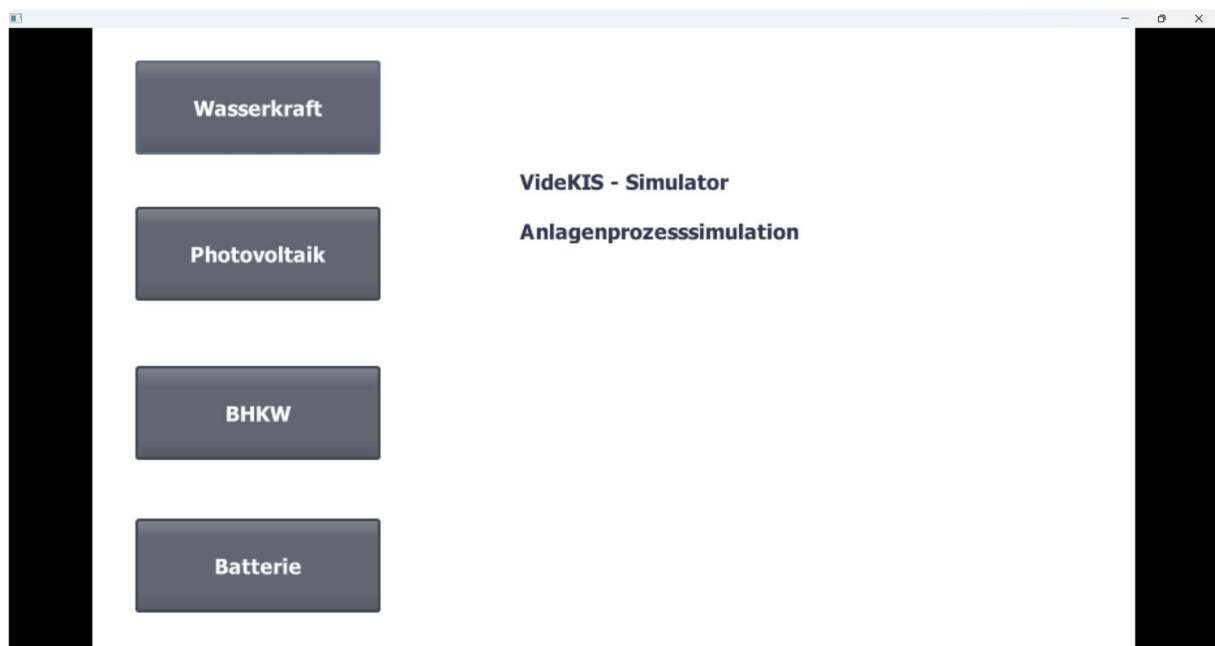 Wasserkraft
VideKIS - Simulator
Photovoltaik
Anlagenprozesssimulation
BHKW
Batterie